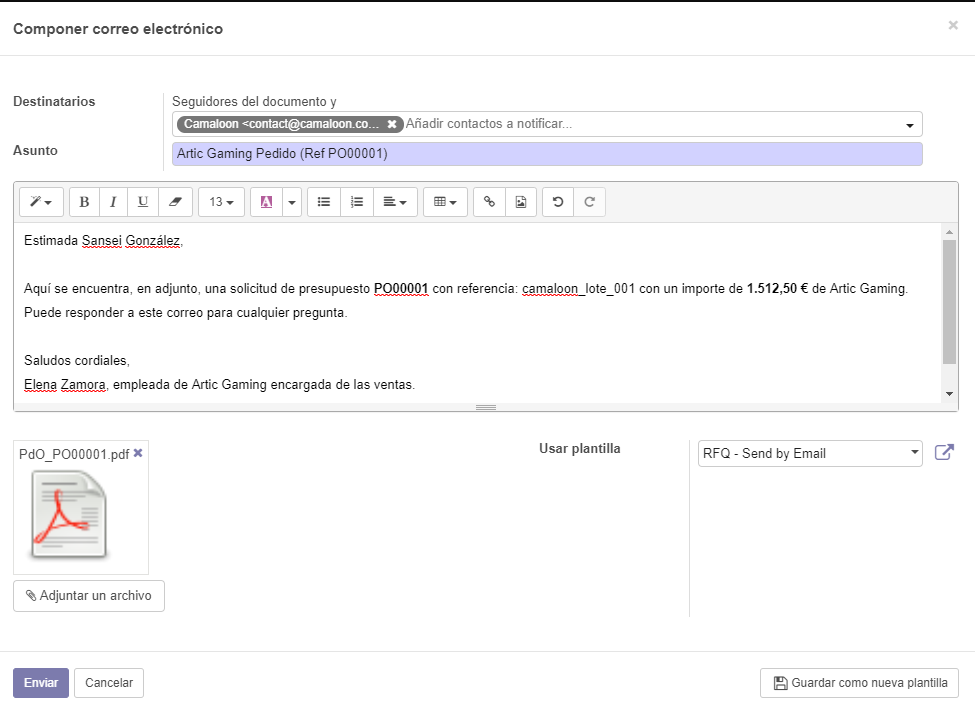 Componer correo electrónico
×
Destinatarios
Seguidores del documento y
Camaloon <contact@camaloon.co... ✖ Añadir contactos a notificar...
Asunto
Artic Gaming Pedido (Ref PO00001)
B I U 13 A
Estimada Sansei González,
Aquí se encuentra, en adjunto, una solicitud de presupuesto PO00001 con referencia: camaloon_lote_001 con un importe de 1.512,50 € de Artic Gaming.
Puede responder a este correo para cualquier pregunta.
Saludos cordiales,
Elena Zamora, empleada de Artic Gaming encargada de las ventas.
PdO_PO00001.pdf ✖
Usar plantilla
RFQ - Send by Email
Adjuntar un archivo
Enviar
Cancelar
Guardar como nueva plantilla